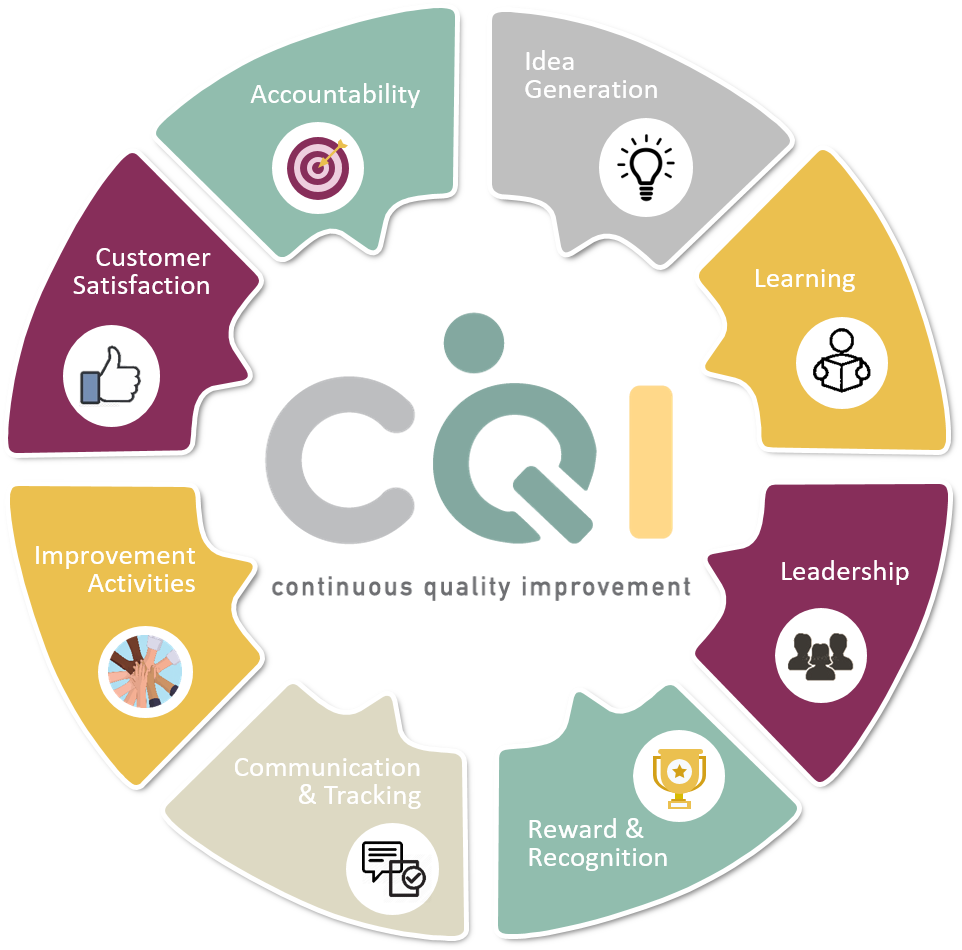 Accountability
Idea
Generation
Learning
Leadership
Reward &
Recognition
Communication
& Tracking
Improvement
Activities
Customer
Satisfaction
CQI
continuous quality improvement